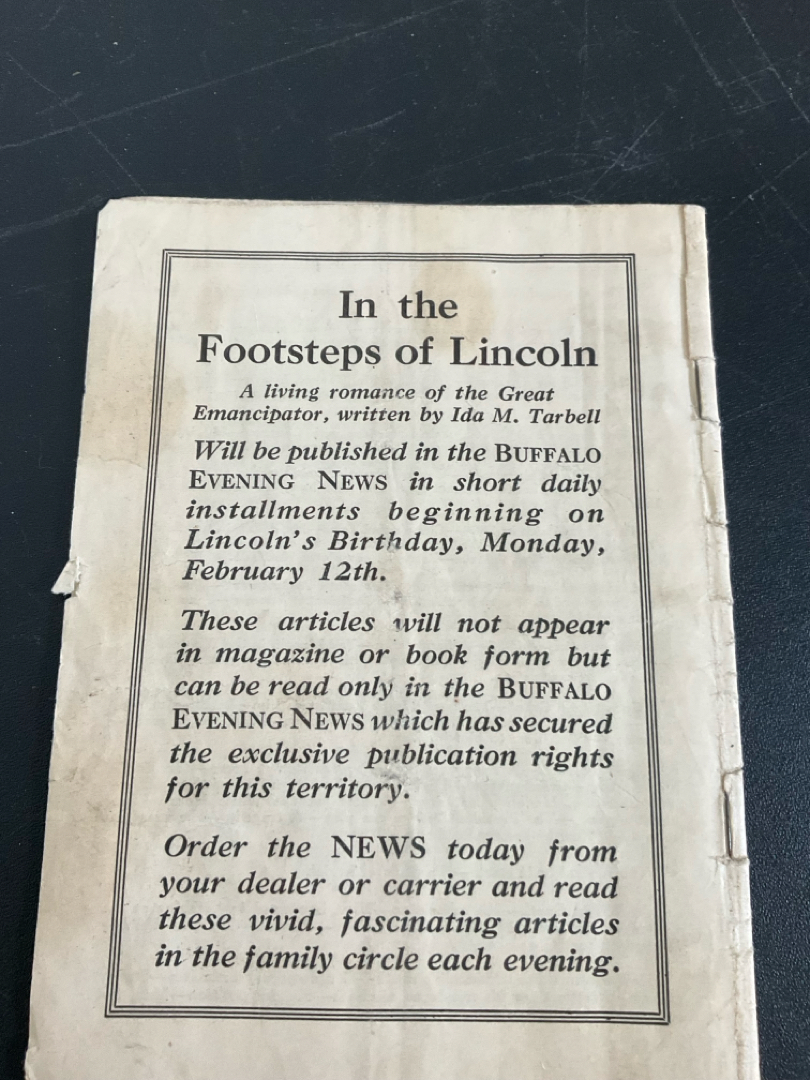 In the
Footsteps of Lincoln
A living romance of the Great
Emancipator, written by Ida M. Tarbell
Will be published in the BUFFALO
EVENING NEWS in short daily
installments beginning on
Lincoln's Birthday, Monday,
February 12th.
These articles will not appear
in magazine or book form but
can be read only in the BUFFALO
EVENING NEWS which has secured
the exclusive publication rights
for this territory.
Order the NEWS today from
your dealer or carrier and read
these vivid, fascinating articles
in the family circle each evening.